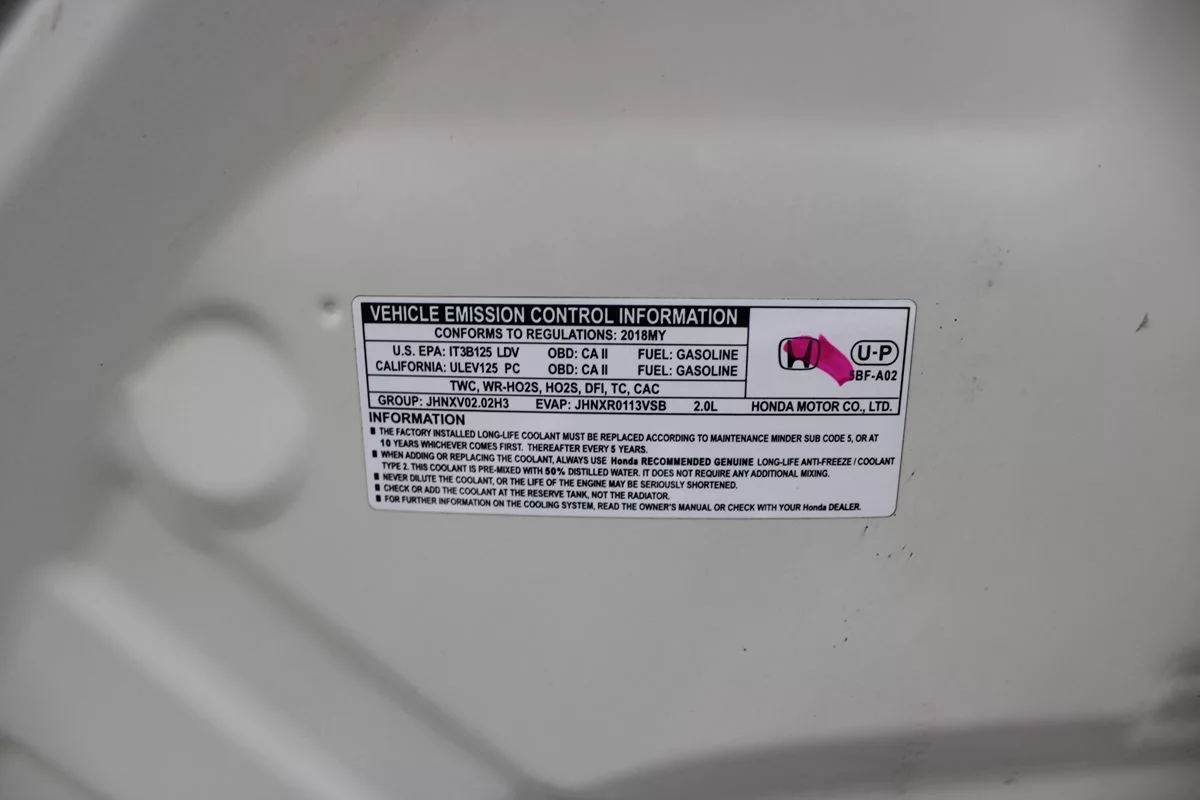 VEHICLE EMISSION CONTROL INFORMATION
CONFORMS TO REGULATIONS: 2018MY
U.S. EPA: IT3B125 LDV OBD: CA II FUEL: GASOLINE
CALIFORNIA: ULEV125 PC OBD: CA II FUEL: GASOLINE
U-P
5BF-A02
TWC, WR-HO2S, HO2S, DFI, TC, CAC
GROUP: JHNXV02.02H3 EVAP: JHNXR0113VSB 2.0L HONDA MOTOR CO., LTD.
INFORMATION
THE FACTORY INSTALLED LONG-LIFE COOLANT MUST BE REPLACED ACCORDING TO MAINTENANCE MINDER SUB CODE 5, OR AT
10 YEARS WHICHEVER COMES FIRST. THEREAFTER EVERY 5 YEARS.
WHEN ADDING OR REPLACING THE COOLANT, ALWAYS USE Honda RECOMMENDED GENUINE LONG-LIFE ANTI-FREEZE / COOLANT
TYPE 2. THIS COOLANT IS PRE-MIXED WITH 50% DISTILLED WATER. IT DOES NOT REQUIRE ANY ADDITIONAL MIXING.
NEVER DILUTE THE COOLANT, OR THE LIFE OF THE ENGINE MAY BE SERIOUSLY SHORTENED.
CHECK OR ADD THE COOLANT AT THE RESERVE TANK, NOT THE RADIATOR.
FOR FURTHER INFORMATION ON THE COOLING SYSTEM, READ THE OWNER'S MANUAL OR CHECK WITH YOUR Honda DEALER.